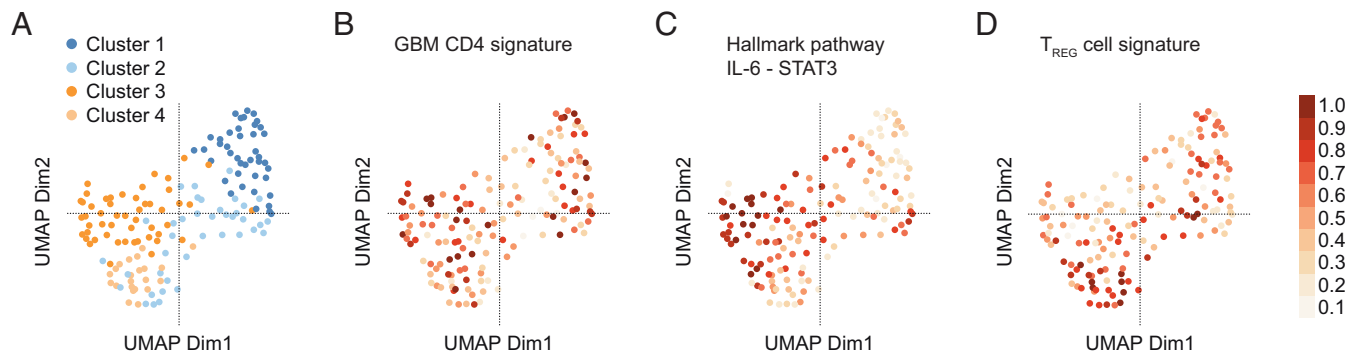 A
Cluster 1
Cluster 2
Cluster 3
Cluster 4
UMAP Dim2
UMAP Dim1
B
GBM CD4 signature
UMAP Dim2
UMAP Dim1
C
Hallmark pathway
IL-6 - STAT3
UMAP Dim2
UMAP Dim1
D
TREG cell signature
UMAP Dim2
UMAP Dim1
1.0
0.9
0.8
0.7
0.6
0.5
0.4
0.3
0.2
0.1